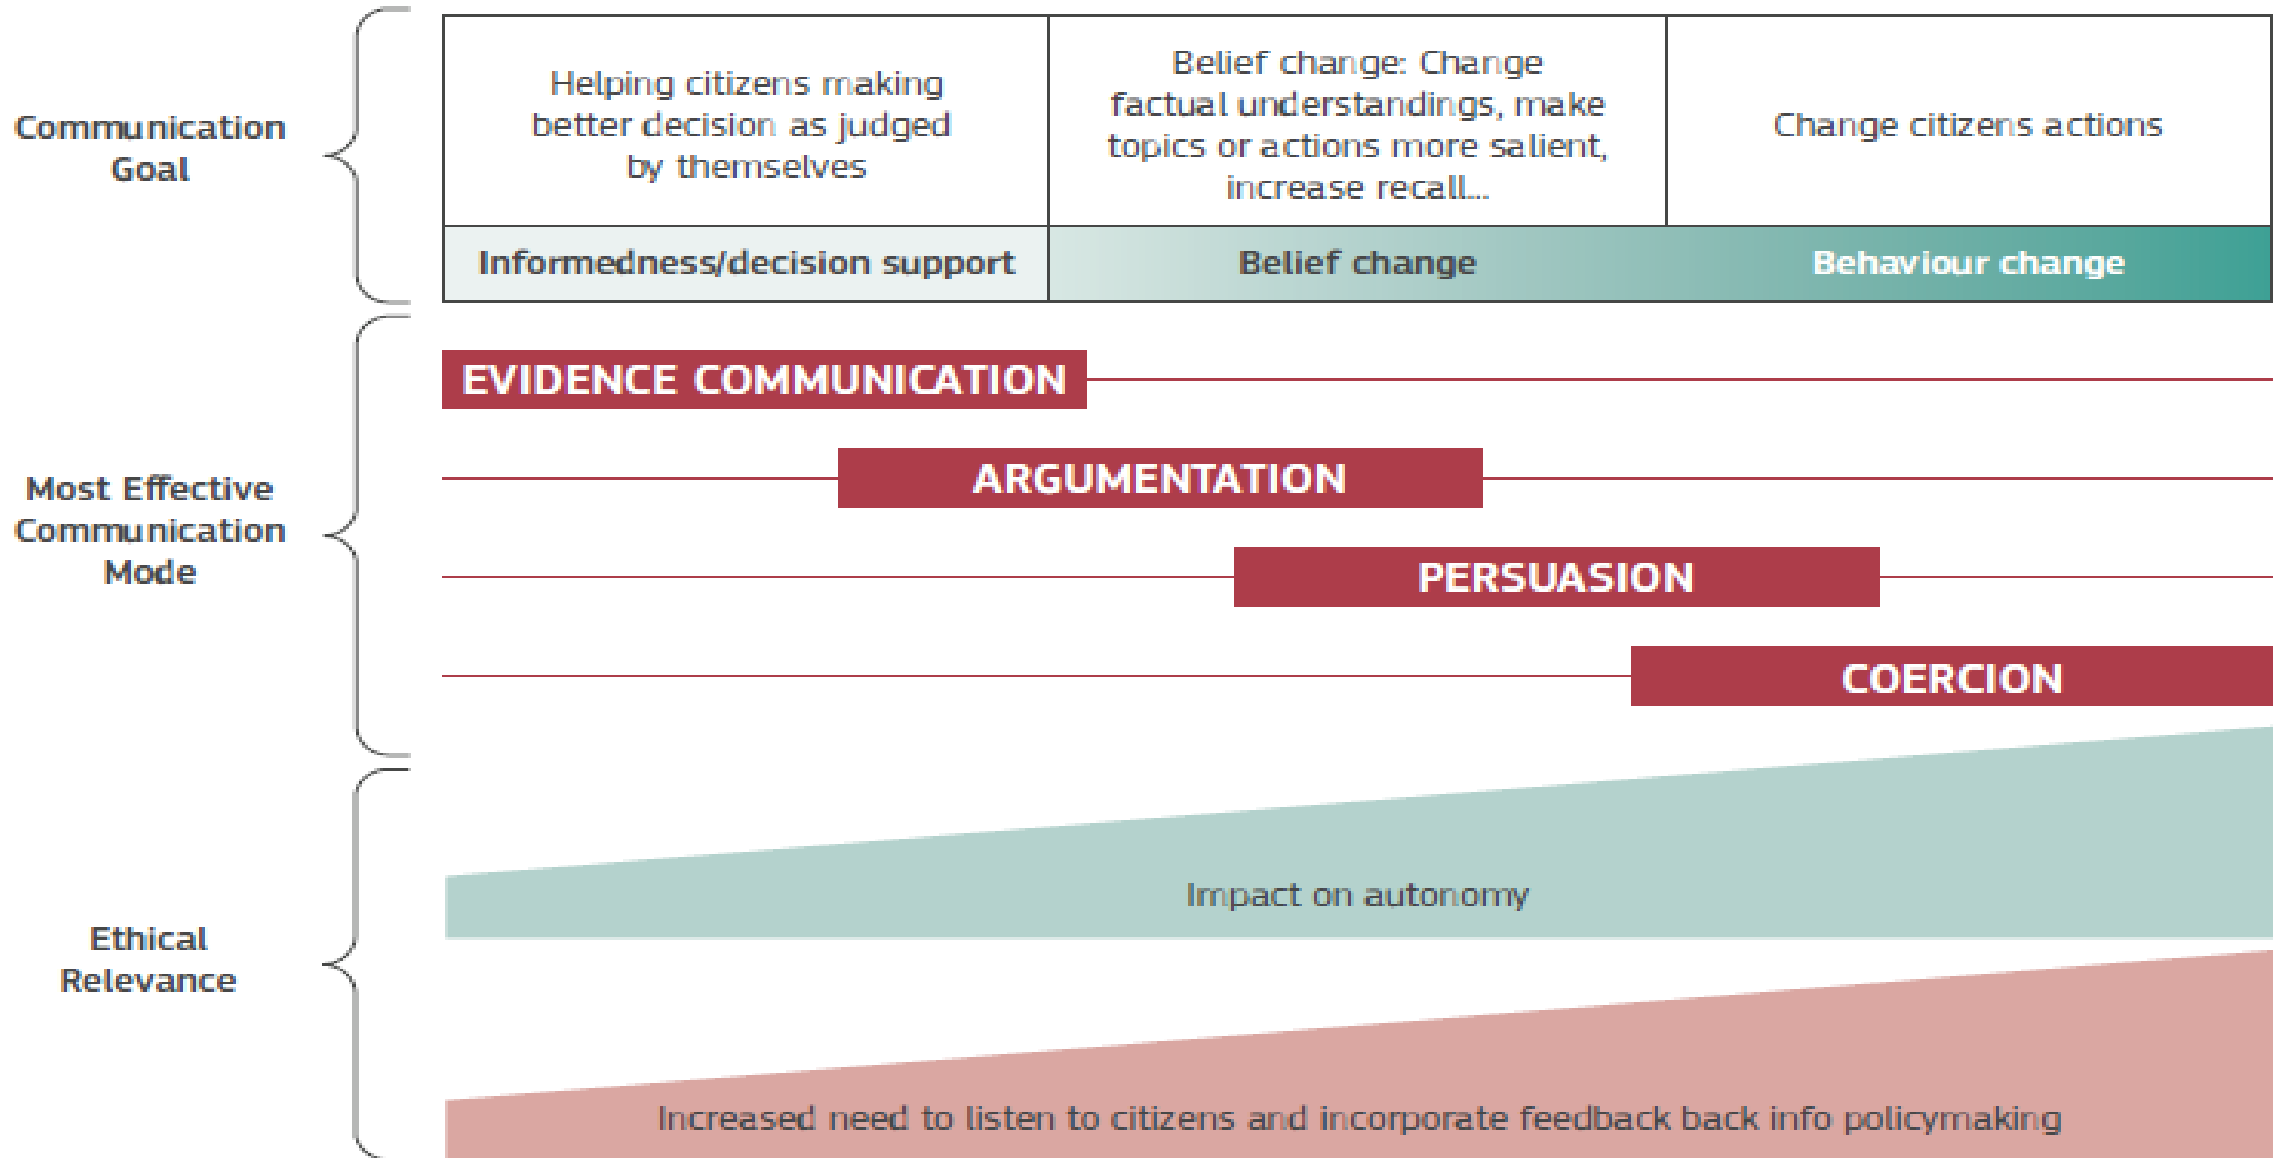 Communication
Goal
Helping citizens making
better decision as judged
by themselves
Belief change: Change
factual understandings, make
topics or actions more salient,
increase recall...
Change citizens actions
Informedness/decision support
Belief change
Behaviour change
Most Effective
Communication
Mode
EVIDENCE COMMUNICATION
ARGUMENTATION
PERSUASION
COERCION
Ethical
Relevance
Impact on autonomy
Increased need to listen to citizens and incorporate feedback back info policymaking